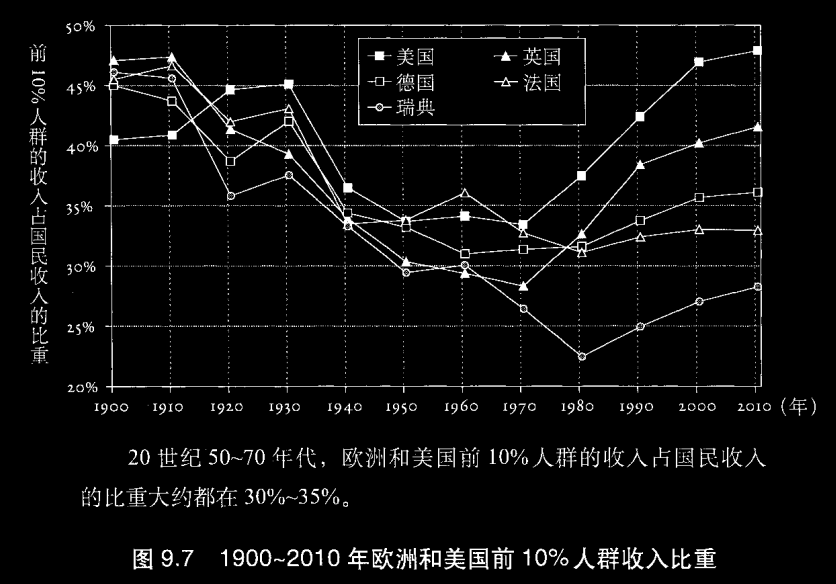 50%
45%
40%
35%
30%
25%
20%
前10%人群的收入占国民收入的比重
美国 英国
德国 法国
瑞典
1900 1910 1920 1930 1940 1950 1960 1970 1980 1990 2000 2010 (年)
20 世纪 50~70 年代，欧洲和美国前 10% 人群的收入占国民收入
的比重大约都在 30%~35%。
图 9.7 1900~2010 年欧洲和美国前 10% 人群收入比重